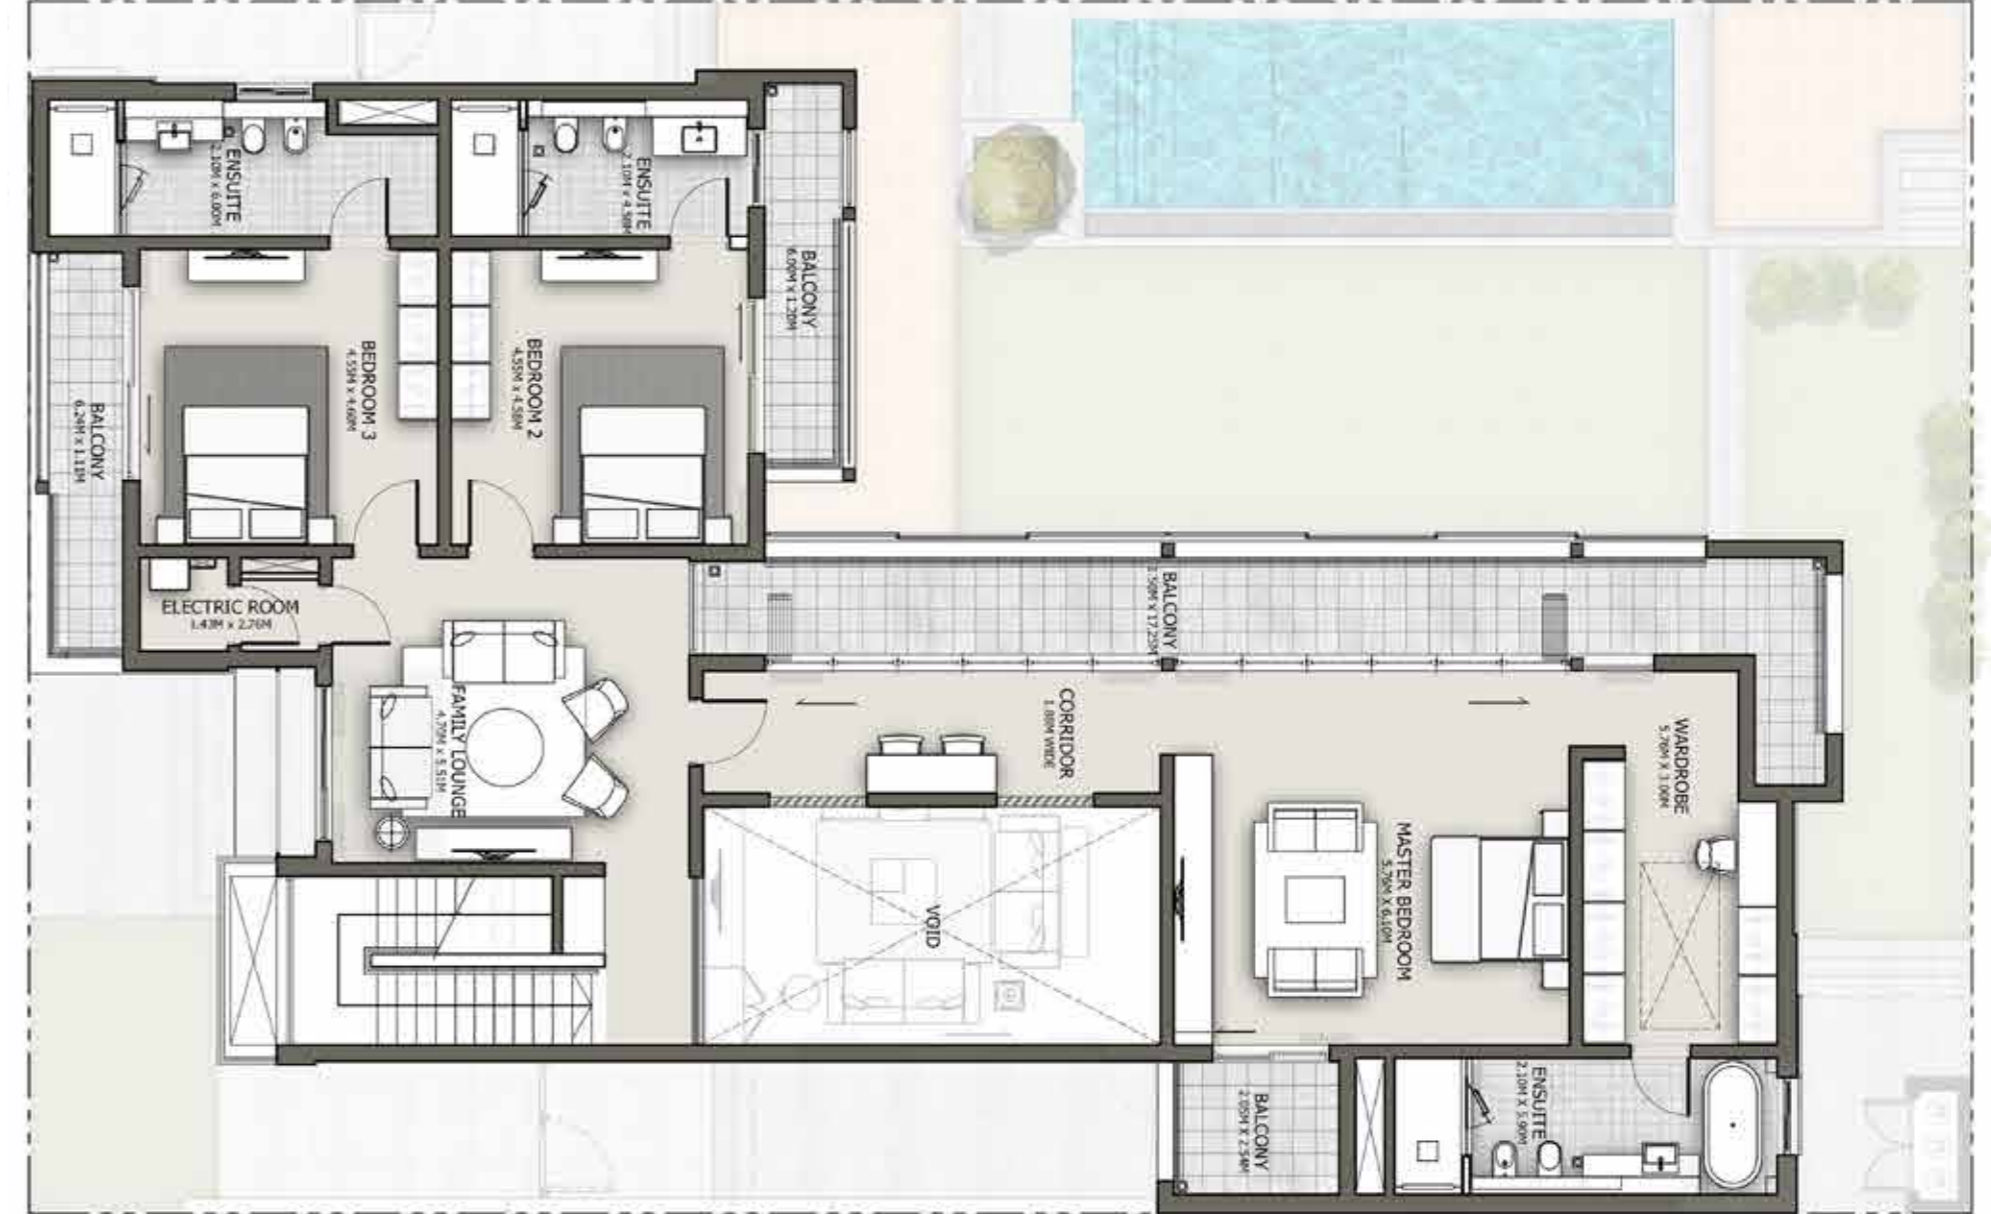 ENSUITE
2.10M x 6.00M
ENSUITE
2.10M x 4.58M
BALCONY
6.00M x 1.20M
BEDROOM 3
4.55M x 4.60M
BEDROOM 2
4.55M x 4.58M
BALCONY
6.24M x 1.11M
ELECTRIC ROOM
1.43M x 2.76M
BALCONY
1.50M x 17.25M
FAMILY LOUNGE
4.70M x 5.51M
CORRIDOR
1.88M WIDE
WARDROBE
5.76M X 3.00M
MASTER BEDROOM
5.76M X 6.10M
VOID
BALCONY
2.05M X 2.54M
ENSUITE
2.10M X 5.90M